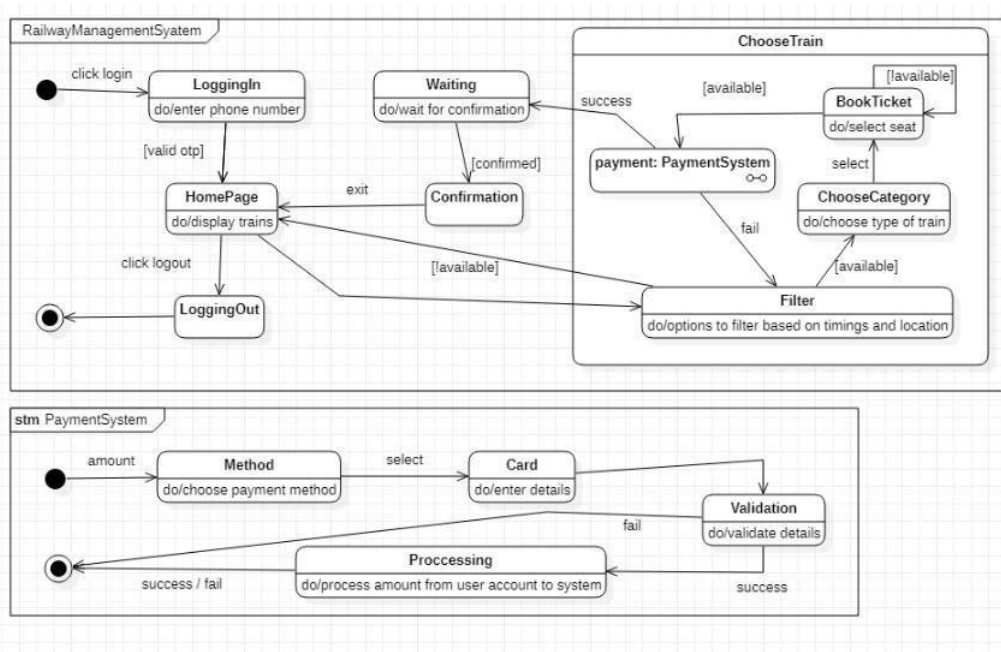 RailwayManagementSyatem
ChooseTrain
click login
LoggingIn
do/enter phone number
Waiting
do/wait for confirmation
success
[available]
[!available]
BookTicket
do/select seat
[valid otp]
[confirmed]
payment: PaymentSystem
select
HomePage
do/display trains
exit
Confirmation
ChooseCategory
do/choose type of train
fail
click logout
[!available]
[available]
LoggingOut
Filter
do/options to filter based on timings and location
stm PaymentSystem
amount
Method
do/choose payment method
select
Card
do/enter details
Validation
do/validate details
fail
Proccessing
do/process amount from user account to system
success / fail
success